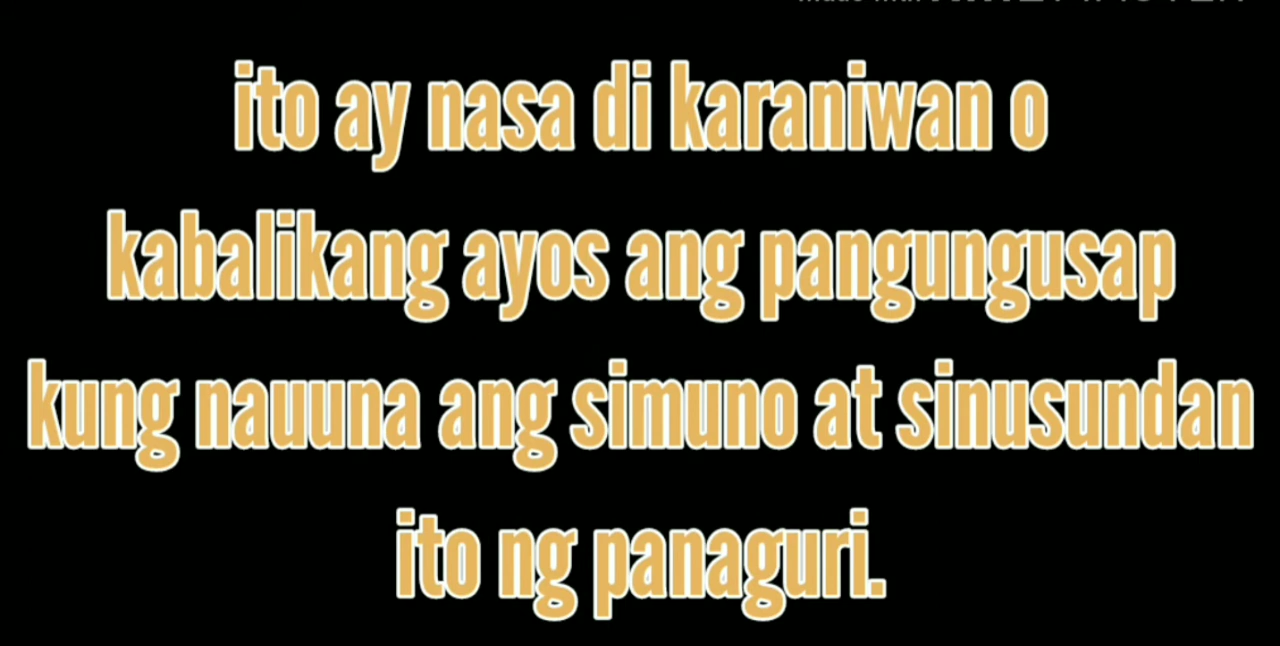 ito ay nasa di karaniwan o
kabalikang ayos ang pangungusap
kung nauuna ang simuno at sinusundan
ito ng panaguri.